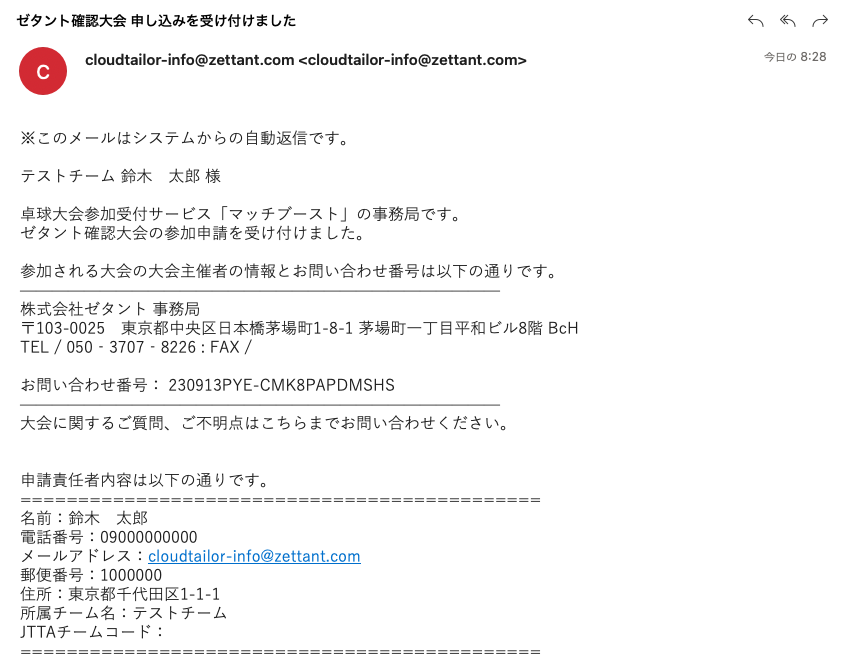 ゼタント確認大会 申し込みを受け付けました
C
cloudtailor-info@zettant.com <cloudtailor-info@zettant.com>
今日の 8:28
※このメールはシステムからの自動返信です。
テストチーム 鈴木　太郎 様
卓球大会参加受付サービス「マッチブースト」の事務局です。
ゼタント確認大会の参加申請を受け付けました。
参加される大会の大会主催者の情報とお問い合わせ番号は以下の通りです。
――――――――――――――――――――――――――――――
株式会社ゼタント 事務局
〒103-0025　東京都中央区日本橋茅場町1-8-1 茅場町一丁目平和ビル8階 BcH
TEL / 050 - 3707 - 8226 : FAX /
お問い合わせ番号： 230913PYE-CMK8PAPDMSHS
――――――――――――――――――――――――――――――
大会に関するご質問、ご不明点はこちらまでお問い合わせください。
申請責任者内容は以下の通りです。
=============================================
名前：鈴木　太郎
電話番号：09000000000
メールアドレス：cloudtailor-info@zettant.com
郵便番号：1000000
住所：東京都千代田区1-1-1
所属チーム名：テストチーム
JTTAチームコード：
=============================================